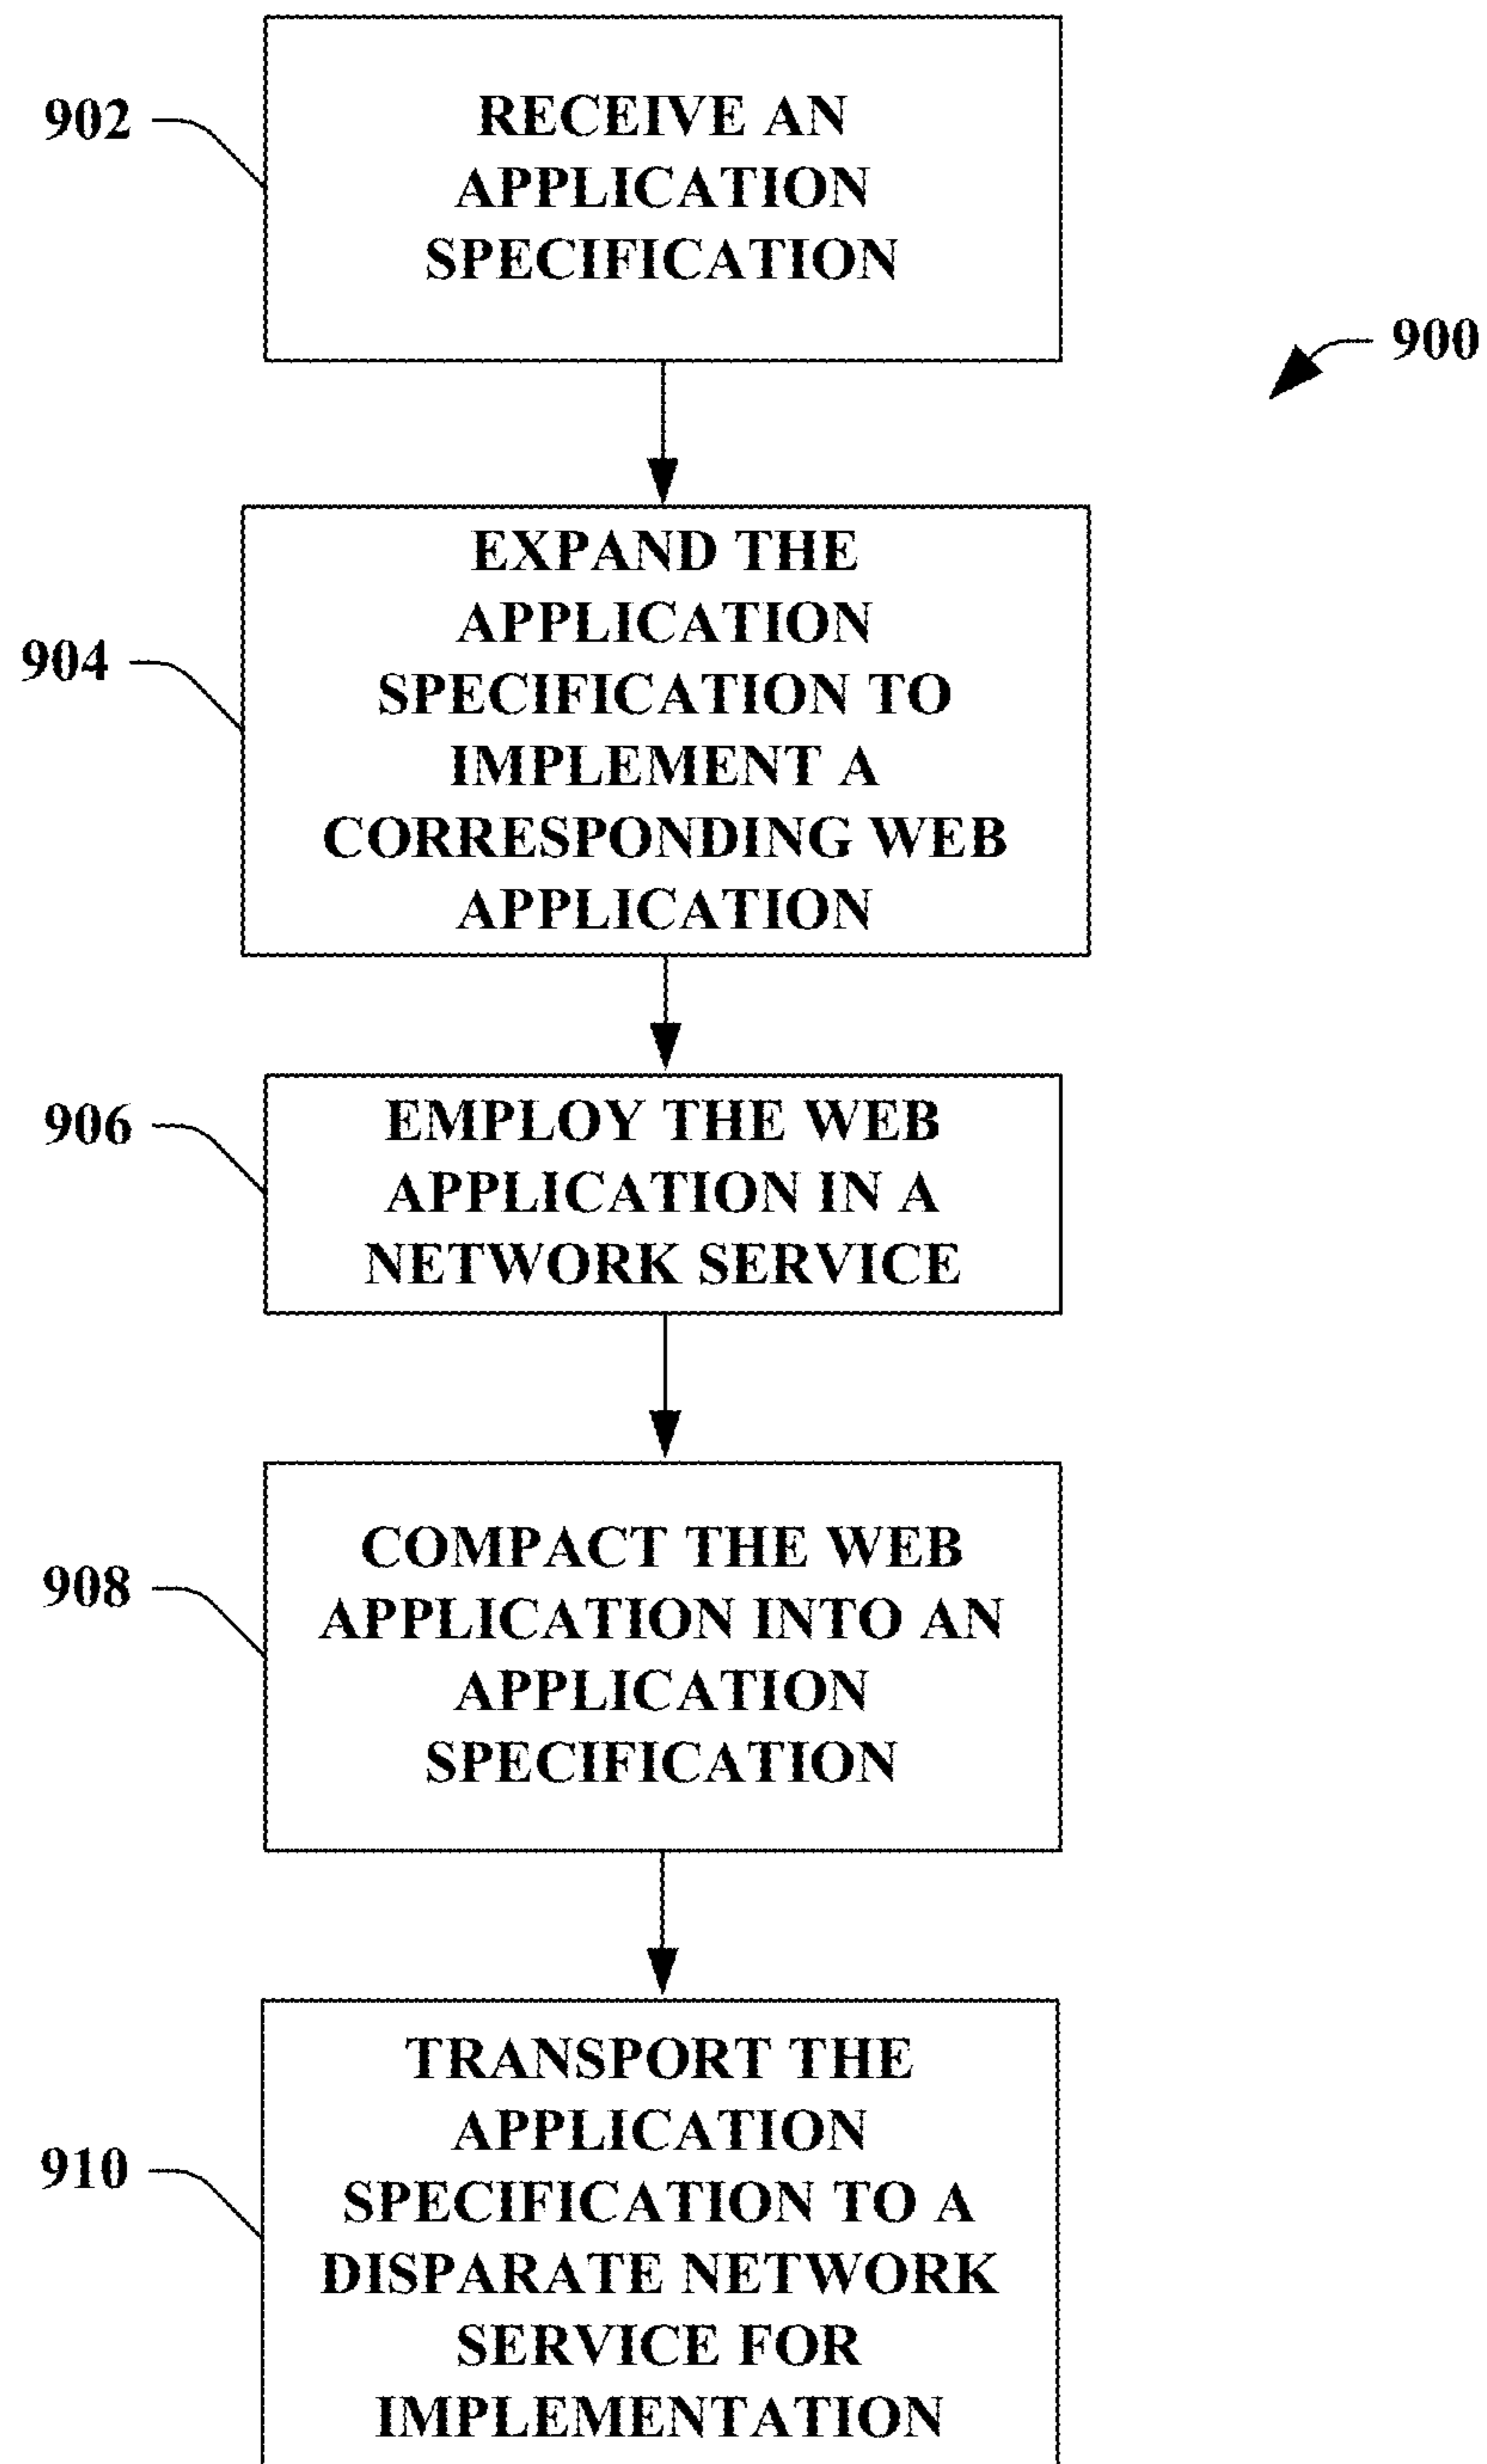 902
RECEIVE AN
APPLICATION
SPECIFICATION
900
904
EXPAND THE
APPLICATION
SPECIFICATION TO
IMPLEMENT A
CORRESPONDING WEB
APPLICATION
906
EMPLOY THE WEB
APPLICATION IN A
NETWORK SERVICE
908
COMPACT THE WEB
APPLICATION INTO AN
APPLICATION
SPECIFICATION
910
TRANSPORT THE
APPLICATION
SPECIFICATION TO A
DISPARATE NETWORK
SERVICE FOR
IMPLEMENTATION